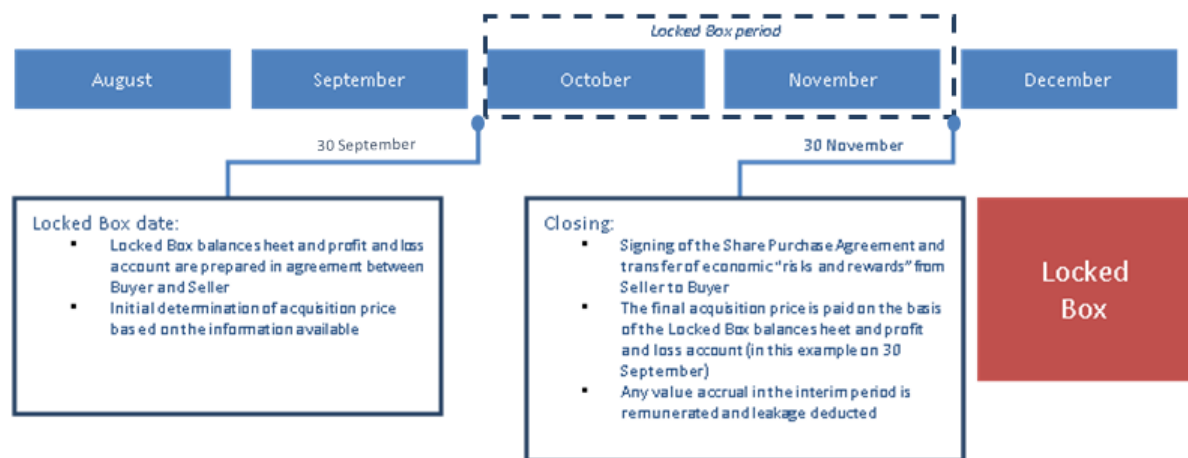 Locked Box period
August
September
October
November
December
30 September
30 November
Locked Box date:
▪ Locked Box balances heet and profit and loss
account are prepared in agreement between
Buyer and Seller
▪ Initial determination of acquisition price
based on the information available
Closing:
▪ Signing of the Share Purchase Agreement and
transfer of economic “risks and rewards” from
Seller to Buyer
▪ The final acquisition price is paid on the basis
of the Locked Box balances heet and profit
and loss account (in this example on 30
September)
▪ Any value accrual in the interim period is
remunerated and leakage deducted
Locked
Box